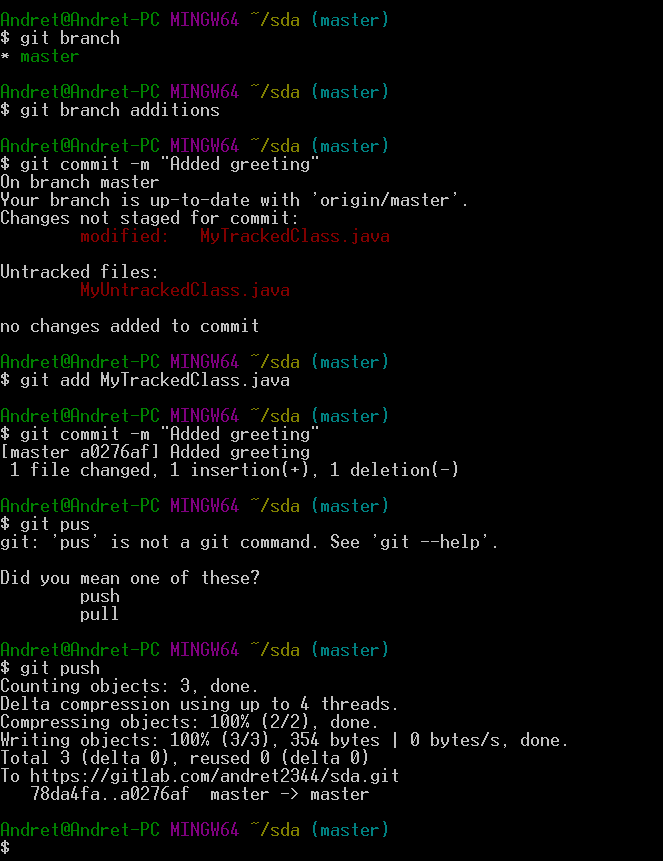 Andret@Andret-PC MINGW64 ~/sda (master)
$ git branch
* master

Andret@Andret-PC MINGW64 ~/sda (master)
$ git branch additions

Andret@Andret-PC MINGW64 ~/sda (master)
$ git commit -m "Added greeting"
On branch master
Your branch is up-to-date with 'origin/master'.
Changes not staged for commit:
        modified:   MyTrackedClass.java

Untracked files:
        MyUntrackedClass.java

no changes added to commit

Andret@Andret-PC MINGW64 ~/sda (master)
$ git add MyTrackedClass.java

Andret@Andret-PC MINGW64 ~/sda (master)
$ git commit -m "Added greeting"
[master a0276af] Added greeting
 1 file changed, 1 insertion(+), 1 deletion(-)

Andret@Andret-PC MINGW64 ~/sda (master)
$ git pus
git: 'pus' is not a git command. See 'git --help'.

Did you mean one of these?
        push
        pull

Andret@Andret-PC MINGW64 ~/sda (master)
$ git push
Counting objects: 3, done.
Delta compression using up to 4 threads.
Compressing objects: 100% (2/2), done.
Writing objects: 100% (3/3), 354 bytes | 0 bytes/s, done.
Total 3 (delta 0), reused 0 (delta 0)
To https://gitlab.com/andret2344/sda.git
   78da4fa..a0276af  master -> master

Andret@Andret-PC MINGW64 ~/sda (master)
$